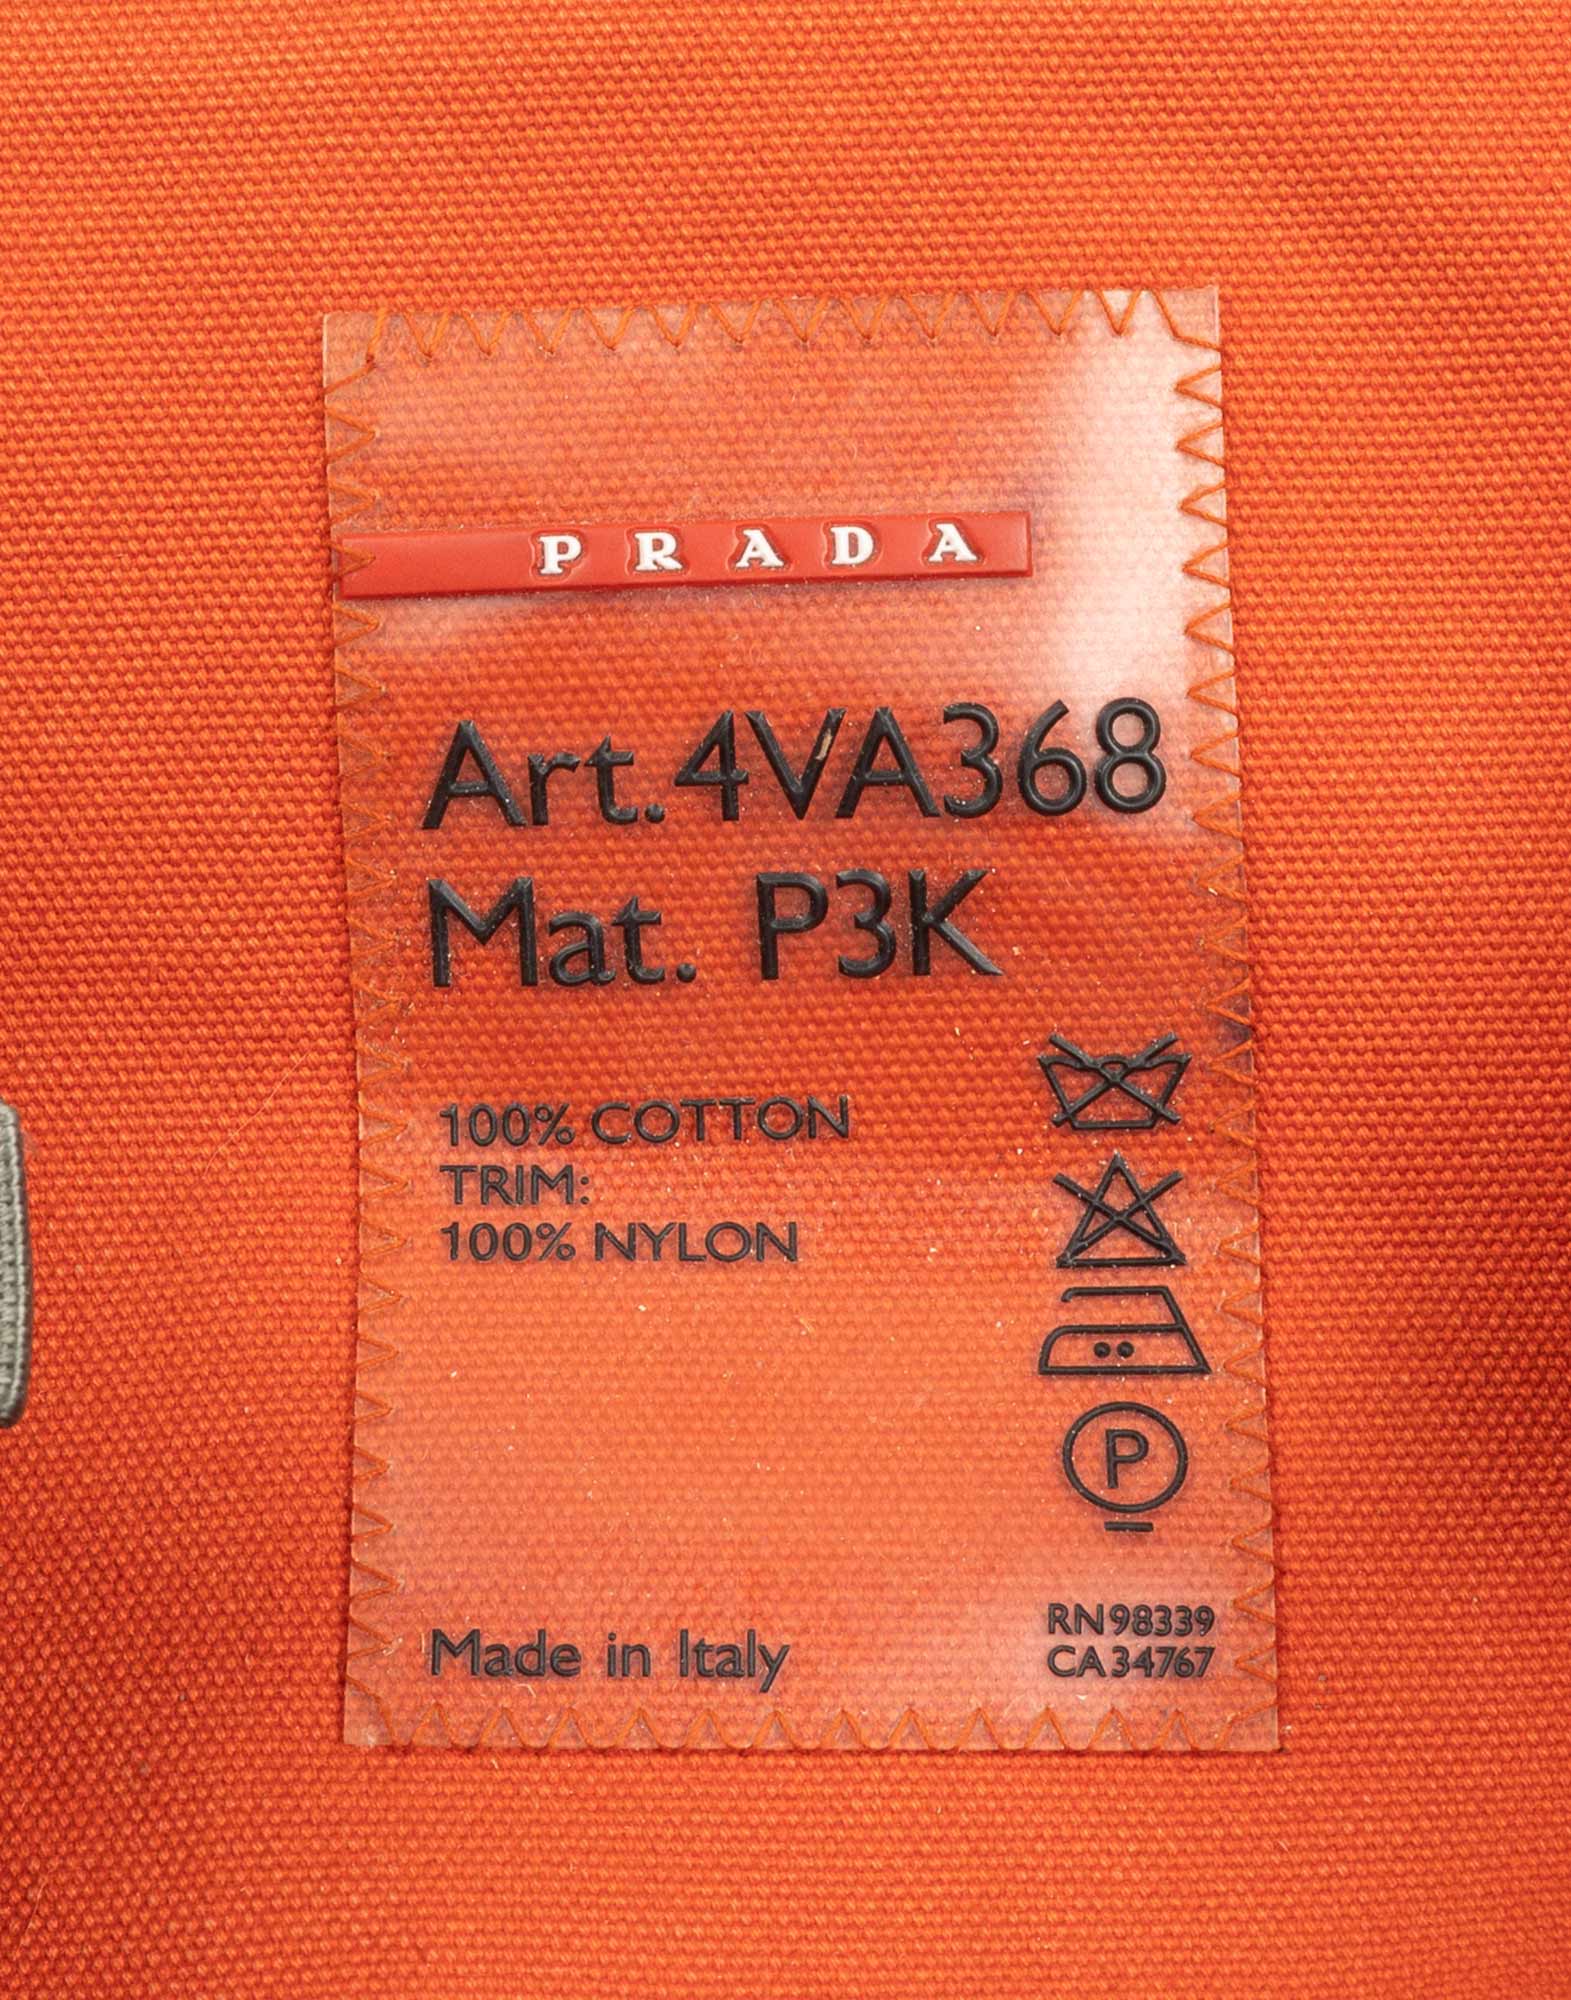 PRADA
Art. 4VA368
Mat. P3K
100% COTTON
TRIM:
100% NYLON
P
Made in Italy
RN 98339
CA 34767